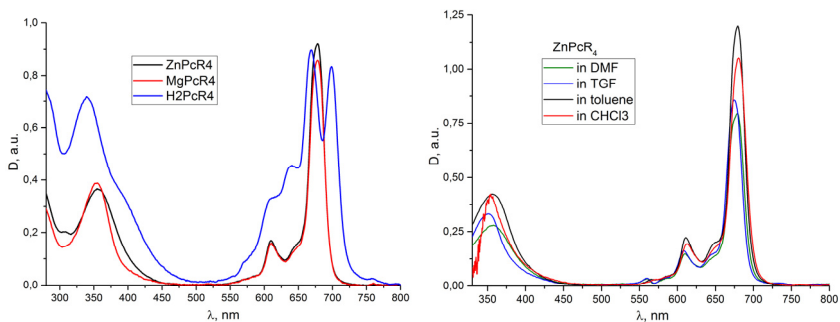 1,0
0,8
0,6
0,4
0,2
0,0
D, a.u.
ZnPcR4
MgPcR4
H2PcR4
300 350 400 450 500 550 600 650 700 750 800
λ, nm
1,25
1,00
0,75
0,50
0,25
0,00
D, a.u.
ZnPcR4
in DMF
in TGF
in toluene
in CHCl3
350 400 450 500 550 600 650 700 750 800
λ, nm